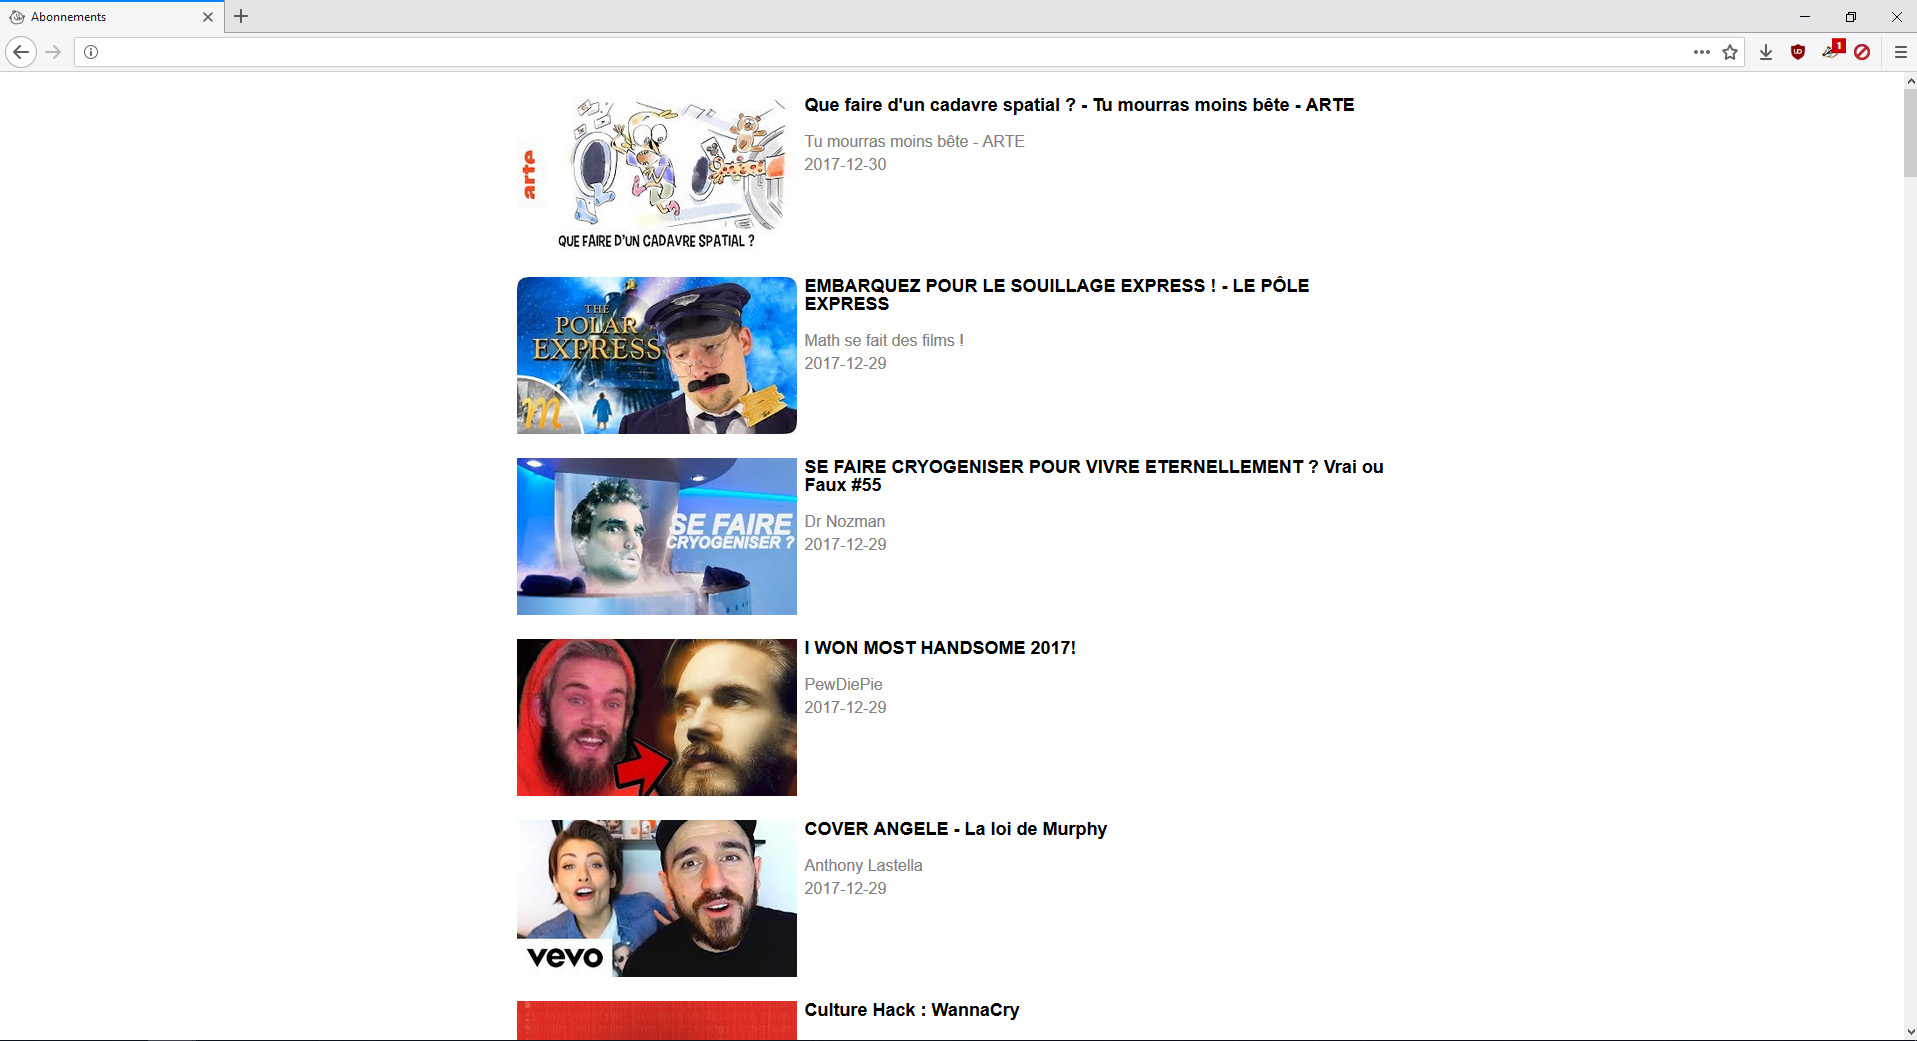 Abonnements
1
Que faire d'un cadavre spatial ? - Tu mourras moins bête - ARTE
Tu mourras moins bête - ARTE
2017-12-30
arte
QUE FAIRE D'UN CADAVRE SPATIAL ?
EMBARQUEZ POUR LE SOUILLAGE EXPRESS ! - LE PÔLE
EXPRESS
Math se fait des films !
2017-12-29
THE
POLAR
EXPRESS
m
SE FAIRE CRYOGENISER POUR VIVRE ETERNELLEMENT ? Vrai ou
Faux #55
Dr Nozman
2017-12-29
SE FAIRE
CRYOGENISER ?
I WON MOST HANDSOME 2017!
PewDiePie
2017-12-29
COVER ANGELE - La loi de Murphy
Anthony Lastella
2017-12-29
vevo
Culture Hack : WannaCry